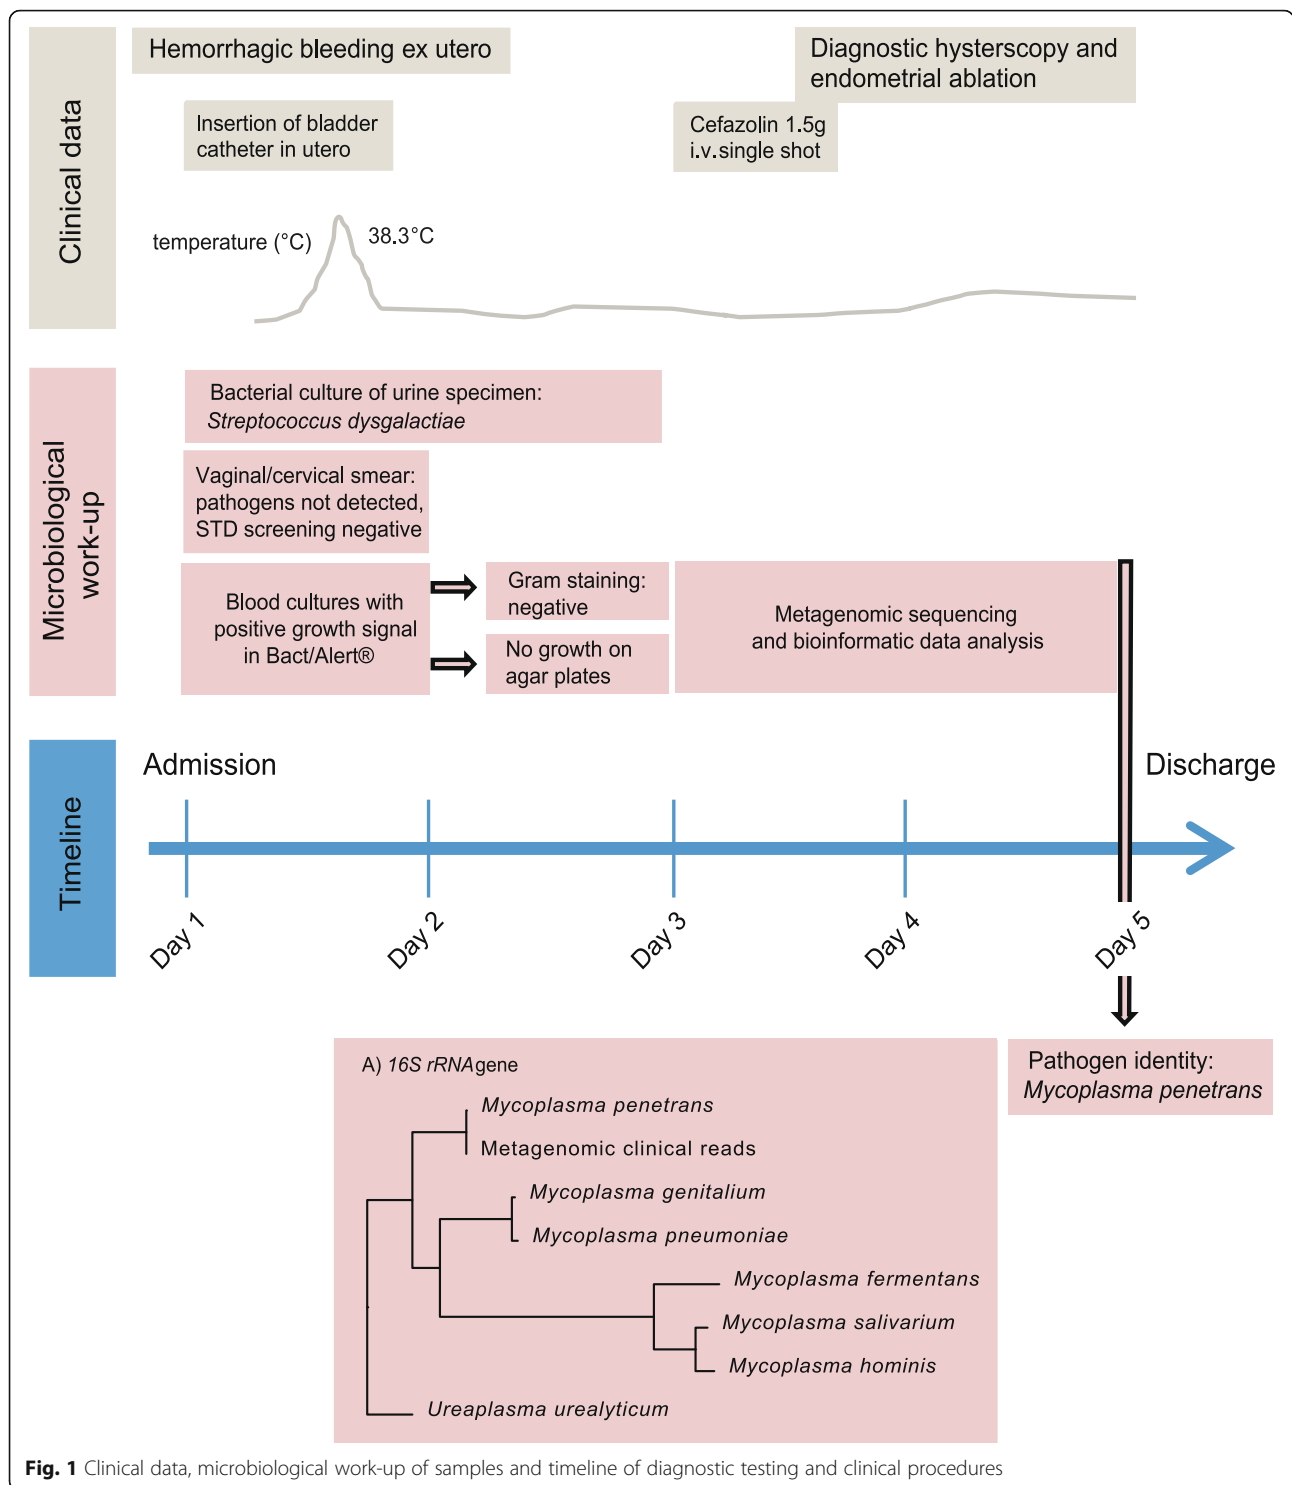 Clinical data
Hemorrhagic bleeding ex utero
Diagnostic hysterscopy and
endometrial ablation
Insertion of bladder
catheter in utero
Cefazolin 1.5g
i.v.single shot
temperature (°C)
38.3°C
Microbiological
work-up
Bacterial culture of urine specimen:
Streptococcus dysgalactiae
Vaginal/cervical smear:
pathogens not detected,
STD screening negative
Blood cultures with
positive growth signal
in Bact/Alert®
Gram staining:
negative
No growth on
agar plates
Metagenomic sequencing
and bioinformatic data analysis
Timeline
Admission
Discharge
Day 1
Day 2
Day 3
Day 4
Day 5
Pathogen identity:
Mycoplasma penetrans
A) 16S rRNAgene
Mycoplasma penetrans
Metagenomic clinical reads
Mycoplasma genitalium
Mycoplasma pneumoniae
Mycoplasma fermentans
Mycoplasma salivarium
Mycoplasma hominis
Ureaplasma urealyticum
Fig. 1 Clinical data, microbiological work-up of samples and timeline of diagnostic testing and clinical procedures